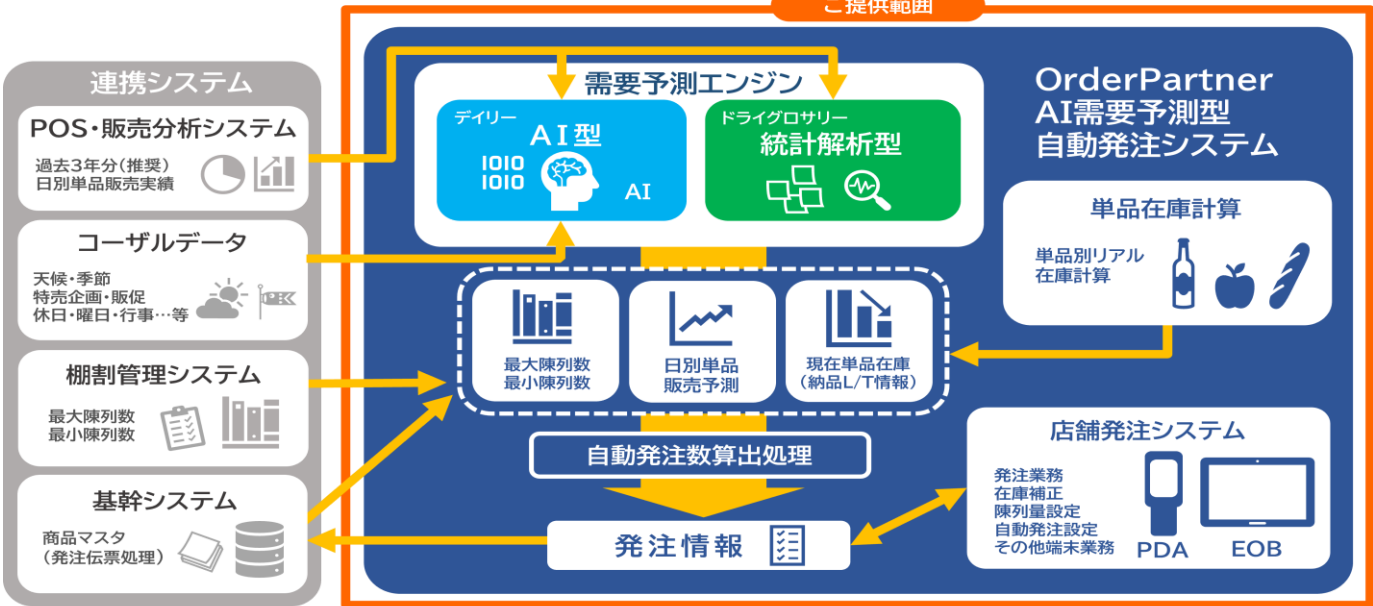 ご提供範囲
連携システム
POS・販売分析システム
過去3年分(推奨)
日別単品販売実績
コーザルデータ
天候・季節
特売企画・販促
休日・曜日・行事…等
棚割管理システム
最大陳列数
最小陳列数
基幹システム
商品マスタ
(発注伝票処理)
需要予測エンジン
デイリー
AI型
1010
1010
AI
ドライグロサリー
統計解析型
OrderPartner
AI需要予測型
自動発注システム
単品在庫計算
単品別リアル
在庫計算
最大陳列数
最小陳列数
日別単品
販売予測
現在単品在庫
(納品L/T情報)
自動発注数算出処理
発注情報
店舗発注システム
発注業務
在庫補正
陳列量設定
自動発注設定
その他端末業務
PDA
EOB